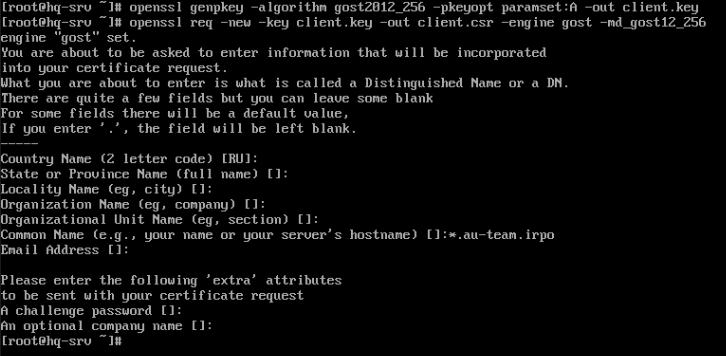 [root@hq-srv ~]# openssl genpkey -algorithm gost2012_256 -pkeyopt paramset:A -out client.key
[root@hq-srv ~]# openssl req -new -key client.key -out client.csr -engine gost -md_gost12_256
engine "gost" set.
You are about to be asked to enter information that will be incorporated
into your certificate request.
What you are about to enter is what is called a Distinguished Name or a DN.
There are quite a few fields but you can leave some blank
For some fields there will be a default value,
If you enter '.', the field will be left blank.
-----
Country Name (2 letter code) [RU]:
State or Province Name (full name) []:
Locality Name (eg, city) []:
Organization Name (eg, company) []:
Organizational Unit Name (eg, section) []:
Common Name (e.g., your name or your server's hostname) []:*.au-team.irpo
Email Address []:
Please enter the following 'extra' attributes
to be sent with your certificate request
A challenge password []:
An optional company name []:
[root@hq-srv ~]#